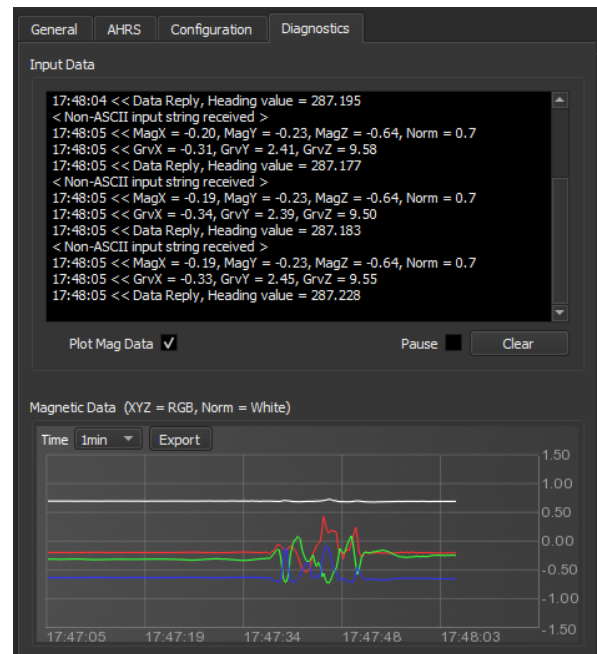 General AHRS Configuration Diagnostics
Input Data
17:48:04 << Data Reply, Heading value = 287.195
< Non-ASCII input string received >
17:48:05 << MagX = -0.20, MagY = -0.23, MagZ = -0.64, Norm = 0.7
17:48:05 << GrvX = -0.31, GrvY = 2.41, GrvZ = 9.58
17:48:05 << Data Reply, Heading value = 287.177
< Non-ASCII input string received >
17:48:05 << MagX = -0.19, MagY = -0.23, MagZ = -0.64, Norm = 0.7
17:48:05 << GrvX = -0.34, GrvY = 2.39, GrvZ = 9.50
17:48:05 << Data Reply, Heading value = 287.183
< Non-ASCII input string received >
17:48:05 << MagX = -0.19, MagY = -0.23, MagZ = -0.64, Norm = 0.7
17:48:05 << GrvX = -0.33, GrvY = 2.45, GrvZ = 9.55
17:48:05 << Data Reply, Heading value = 287.228
Plot Mag Data Pause Clear
Magnetic Data (XYZ = RGB, Norm = White)
Time 1min Export
1.50
1.00
0.50
0.00
-0.50
-1.00
-1.50
17:47:05 17:47:19 17:47:34 17:47:48 17:48:03